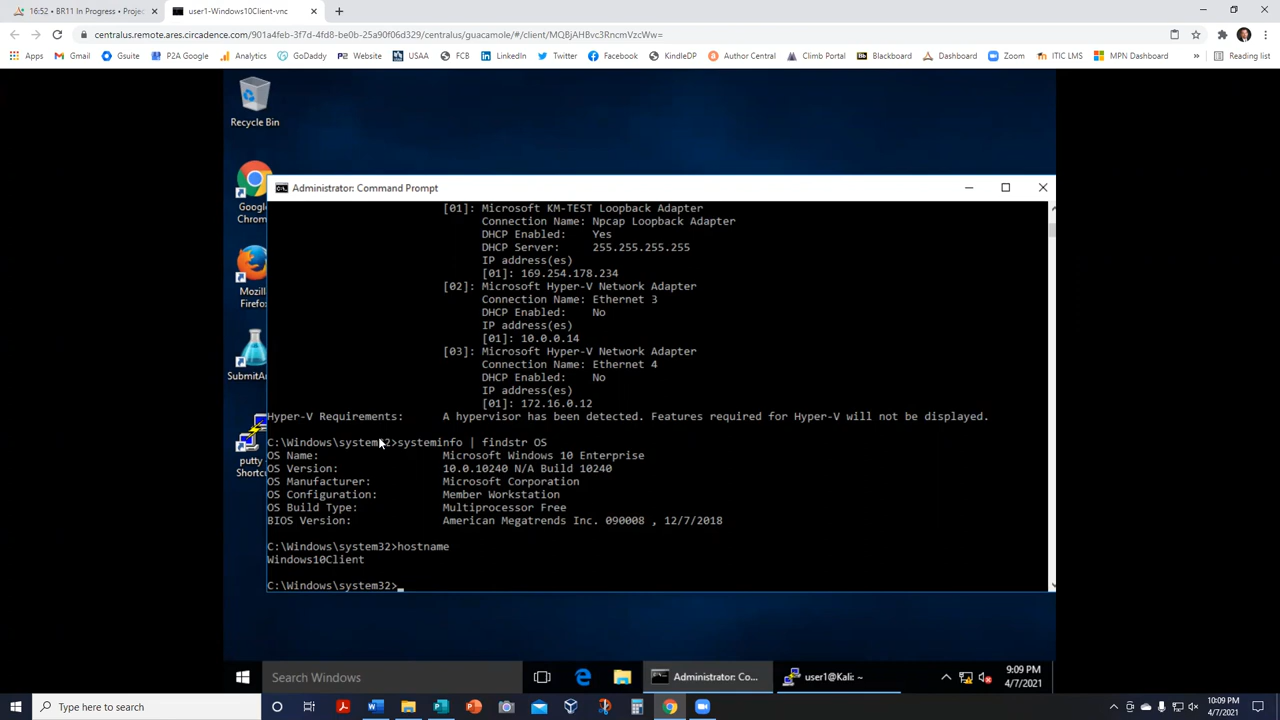 16:52 • BR11 In Progress • Projec
user1-Windows10Client-vnc
centralus.remote.ares.circadence.com/901a4feb-3f7d-4fd8-be0b-25a90f06d329/centralus/guacamole/#/client/MQBjAHBvc3RncmVzcWw=
Apps
Gmail
Gsuite
P2A Google
Analytics
GoDaddy
Website
USAA
FCB
LinkedIn
Twitter
Facebook
KindleDP
Author Central
Climb Portal
Blackboard
Dashboard
Zoom
ITIC LMS
MPN Dashboard
»
Reading list
Recycle Bin
Google
Chrom
Mozil
Firefo
SubmitAr
putty
Shortc
Administrator: Command Prompt
[01]: Microsoft KM-TEST Loopback Adapter
Connection Name: Npcap Loopback Adapter
DHCP Enabled: Yes
DHCP Server: 255.255.255.255
IP address(es)
[01]: 169.254.178.234
[02]: Microsoft Hyper-V Network Adapter
Connection Name: Ethernet 3
DHCP Enabled: No
IP address(es)
[01]: 10.0.0.14
[03]: Microsoft Hyper-V Network Adapter
Connection Name: Ethernet 4
DHCP Enabled: No
IP address(es)
[01]: 172.16.0.12
Hyper-V Requirements: A hypervisor has been detected. Features required for Hyper-V will not be displayed.
C:\Windows\system32>systeminfo | findstr OS
OS Name: Microsoft Windows 10 Enterprise
OS Version: 10.0.10240 N/A Build 10240
OS Manufacturer: Microsoft Corporation
OS Configuration: Member Workstation
OS Build Type: Multiprocessor Free
BIOS Version: American Megatrends Inc. 090008 , 12/7/2018
C:\Windows\system32>hostname
Windows10Client
C:\Windows\system32>_
Search Windows
Administrator: Co...
user1@Kali: ~
9:09 PM
4/7/2021
Type here to search
10:09 PM
4/7/2021